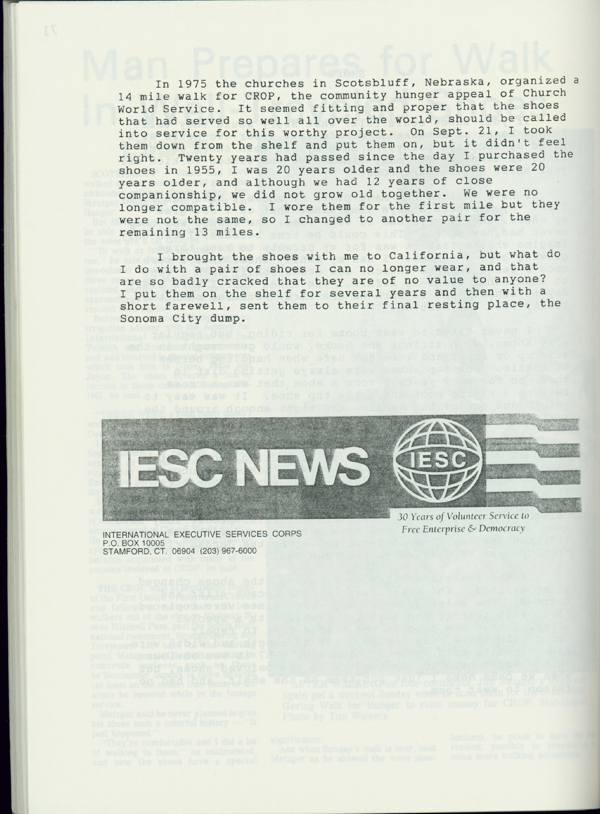 In 1975 the churches in Scotsbluff, Nebraska, organized a
14 mile walk for CROP, the community hunger appeal of Church
World Service.  It seemed fitting and proper that the shoes
that had served so well all over the world, should be called
into service for this worthy project.  On Sept. 21, I took
them down from the shelf and put them on, but it didn't feel
right.  Twenty years had passed since the day I purchased the
shoes in 1955, I was 20 years older and the shoes were 20
years older, and although we had 12 years of close
companionship, we did not grow old together.  We were no
longer compatible.  I wore them for the first mile but they
were not the same, so I changed to another pair for the
remaining 13 miles.
I brought the shoes with me to California, but what do
I do with a pair of shoes I can no longer wear, and that
are so badly cracked that they are of no value to anyone?
I put them on the shelf for several years and then with a
short farewell, sent them to their final resting place, the
Sonoma City dump.
IESC NEWS
IESC
30 Years of Volunteer Service to
Free Enterprise & Democracy
INTERNATIONAL EXECUTIVE SERVICES CORPS
P.O. BOX 10005
STAMFORD, CT. 06904 (203) 967-6000